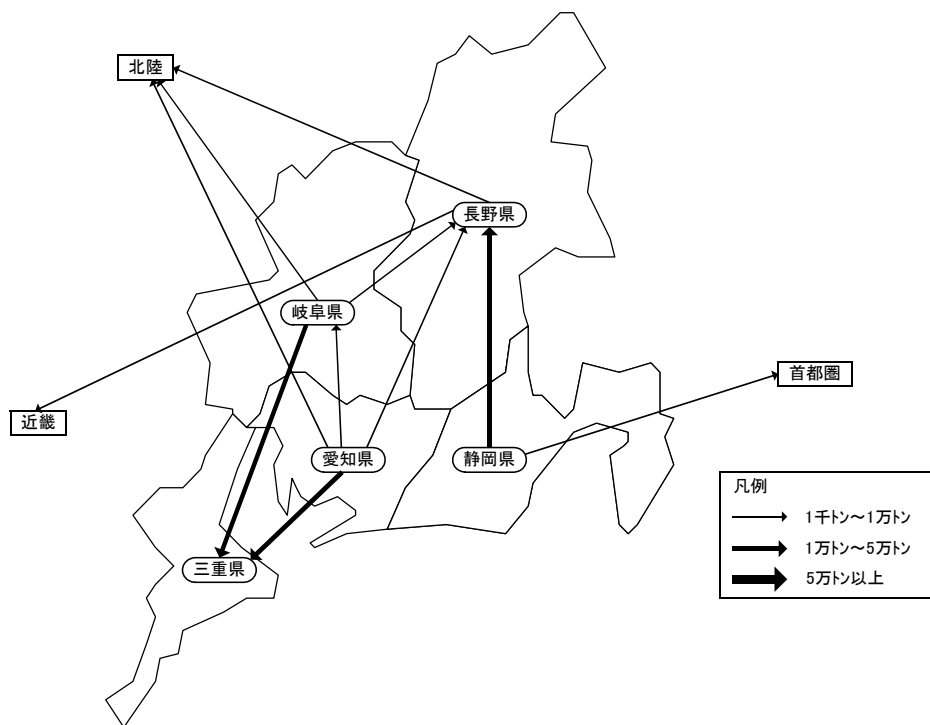 北陸
長野県
岐阜県
首都圏
近畿
愛知県
静岡県
三重県
凡例
1千トン～1万トン
1万トン～5万トン
5万トン以上